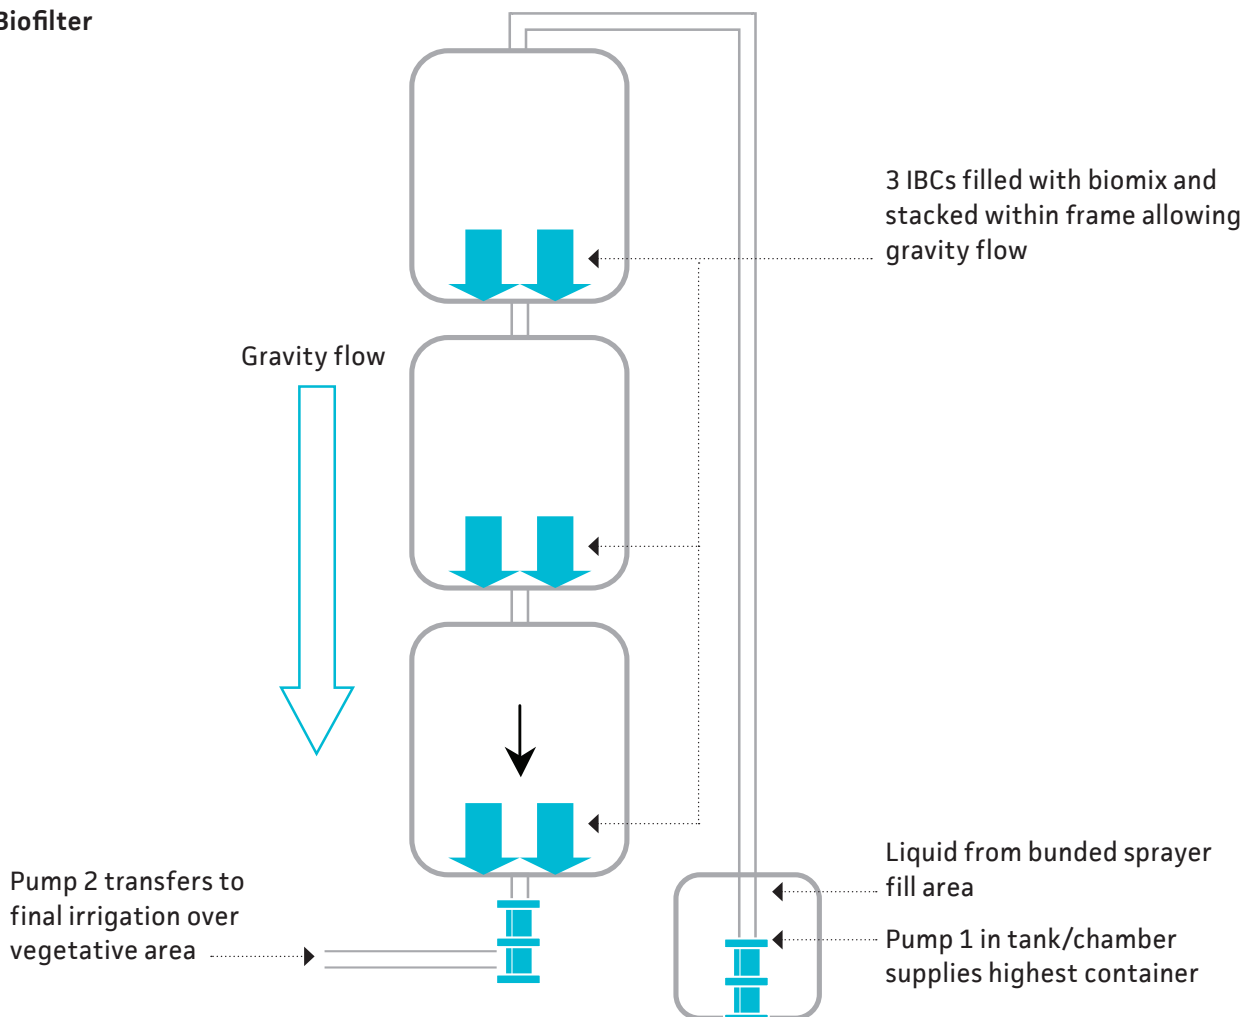 Biofilter
3 IBCs filled with biomix and
stacked within frame allowing
gravity flow
Gravity flow
Liquid from bunded sprayer
fill area
Pump 2 transfers to
final irrigation over
vegetative area
Pump 1 in tank/chamber
supplies highest container